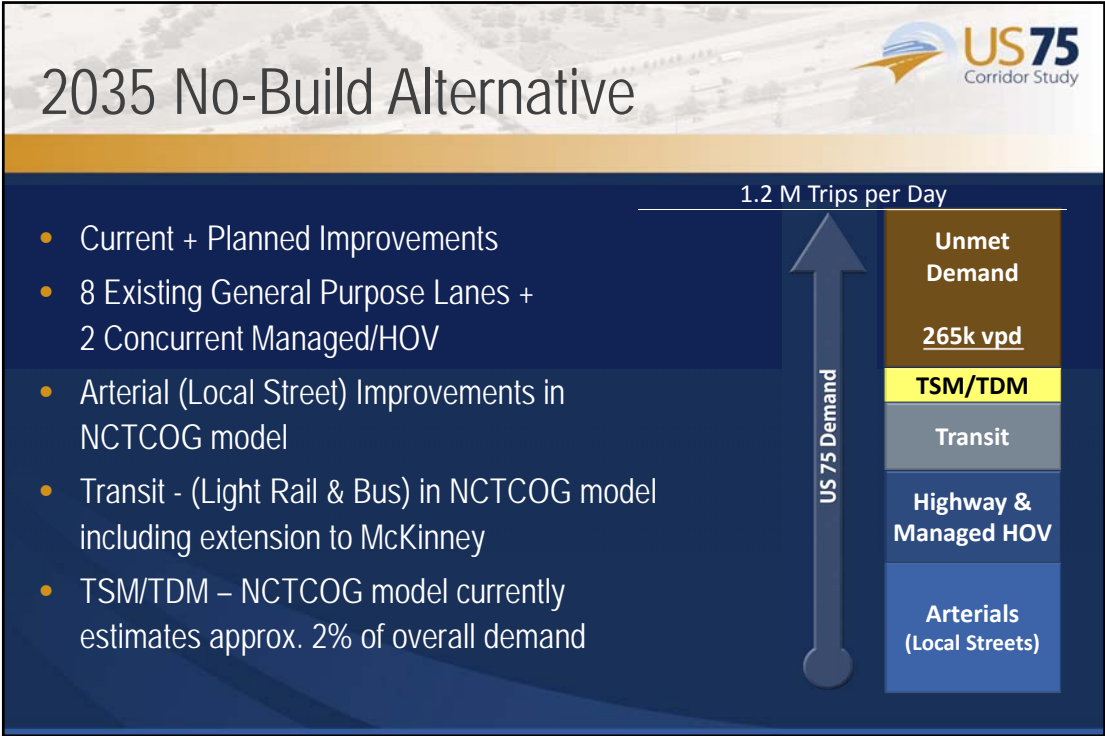 2035 No-Build Alternative
US 75
Corridor Study
• Current + Planned Improvements
• 8 Existing General Purpose Lanes +
2 Concurrent Managed/HOV
• Arterial (Local Street) Improvements in
NCTCOG model
• Transit - (Light Rail & Bus) in NCTCOG model
including extension to McKinney
• TSM/TDM – NCTCOG model currently
estimates approx. 2% of overall demand
1.2 M Trips per Day
US 75 Demand
Unmet
Demand
265k vpd
TSM/TDM
Transit
Highway &
Managed HOV
Arterials
(Local Streets)